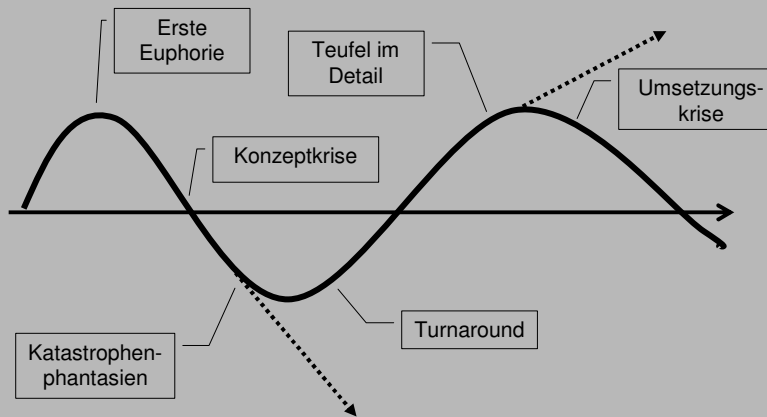 Erste
Euphorie
Teufel im
Detail
Umsetzungs-
krise
Konzeptkrise
Turnaround
Katastrophen-
phantasien